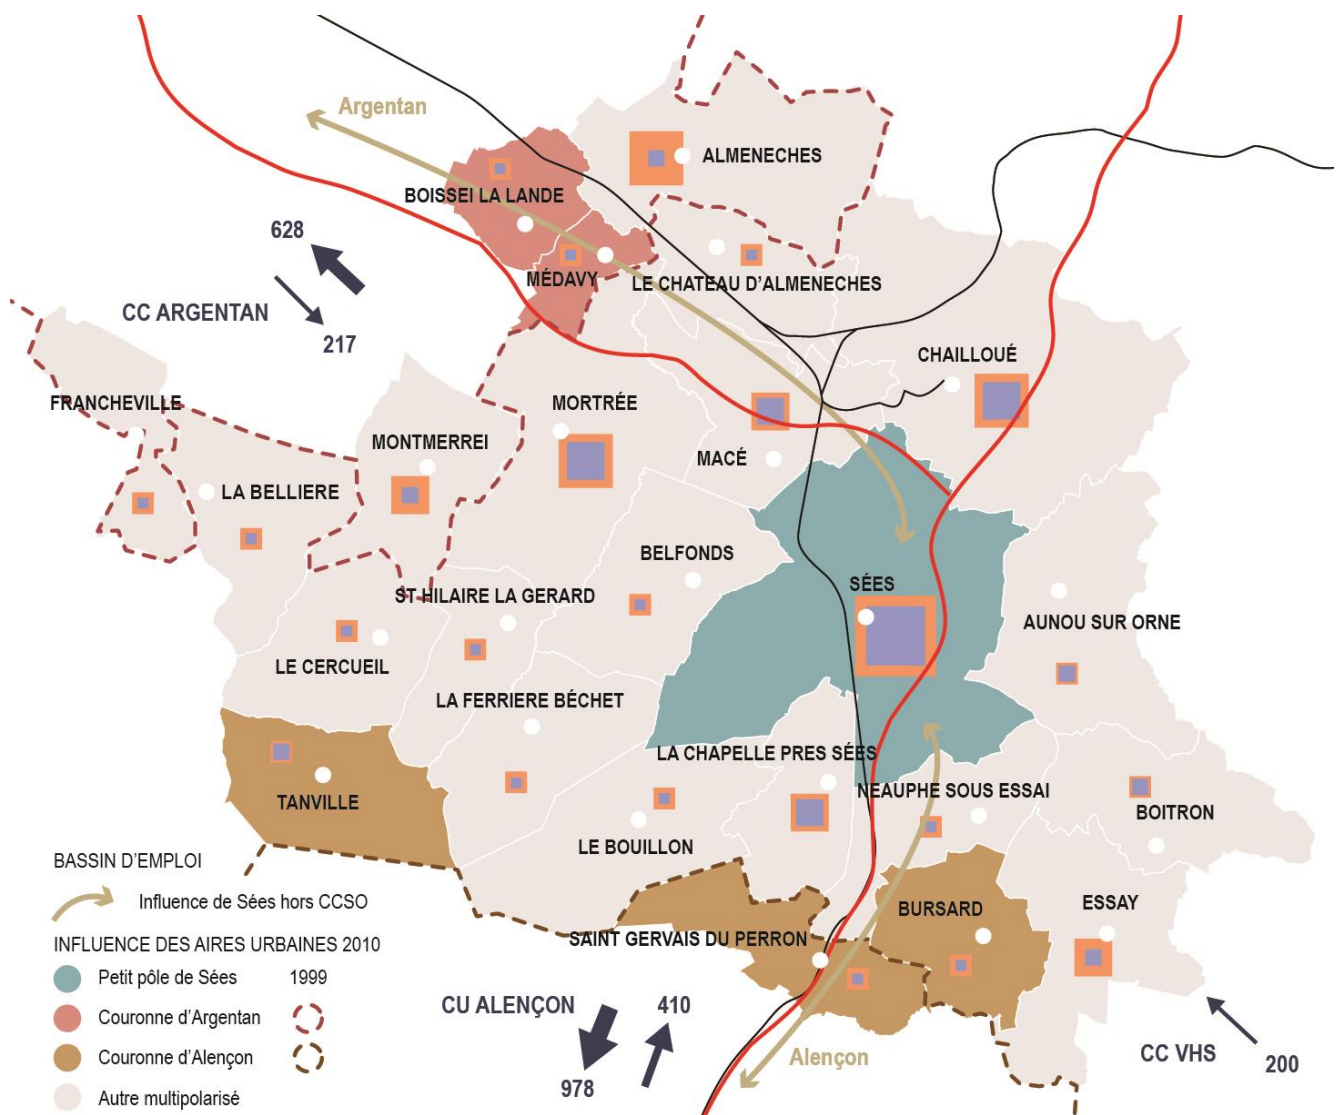 Argentan
ALMENECHES
BOISSEI LA LANDE
628
MÉDAVY
LE CHATEAU D'ALMENECHES
CC ARGENTAN
217
CHAILLOUÉ
FRANCHEVILLE
MORTRÉE
MONTMERREI
MACÉ
LA BELLIERE
BELFONDS
SÉES
ST HILAIRE LA GERARD
AUNOU SUR ORNE
LE CERCUEIL
LA FERRIERE BÉCHET
LA CHAPELLE PRES SÉES
NEAUPHE SOUS ESSAI
TANVILLE
BOITRON
LE BOUILLON
BASSIN D'EMPLOI
Influence de Sées hors CCSO
BURSARD
ESSAY
INFLUENCE DES AIRES URBAINES 2010
SAINT GERVAIS DU PERRON
Petit pôle de Sées 1999
CU ALENÇON
410
Couronne d'Argentan
Couronne d'Alençon
Alençon
CC VHS
200
978
Autre multipolarisé